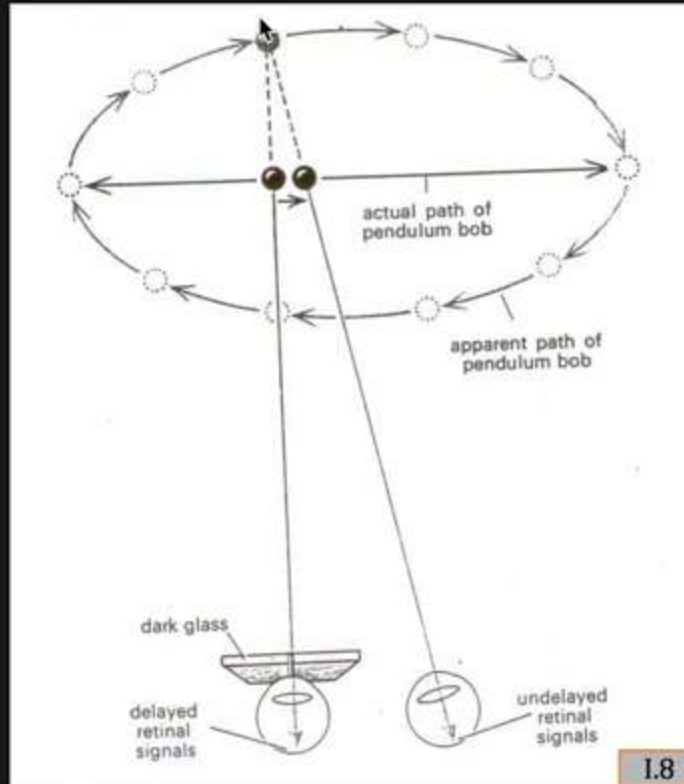 actual path of
pendulum bob
apparent path of
pendulum bob
dark glass
delayed
retinal
signals
undelayed
retinal
signals
I.8